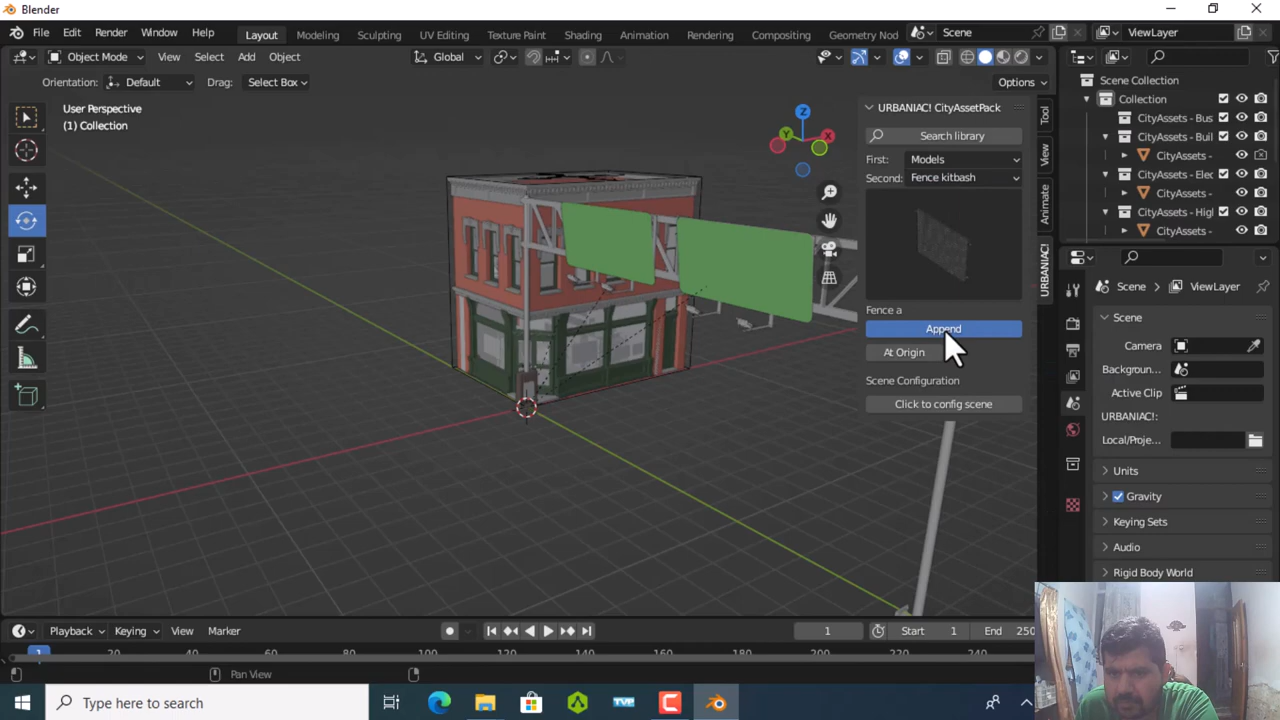 Blender
File Edit Render Window Help Layout Modeling Sculpting UV Editing Texture Paint Shading Animation Rendering Compositing Geometry Nod Scene ViewLayer
Object Mode View Select Add Object Global
Orientation: Default Drag: Select Box Options
User Perspective
(1) Collection
Z
Y
X
URBANIAC! CityAssetPack
Search library
First: Models
Second: Fence kitbash
Fence a
Append
At Origin
Scene Configuration
Click to config scene
Tool
View
Animate
URBANIAC!
Scene Collection
Collection
CityAssets - Bus
CityAssets - Buil
CityAssets -
CityAssets - Elec
CityAssets -
CityAssets - Higl
CityAssets -
Scene ViewLayer
Scene
Camera
Backgroun...
Active Clip
URBANIAC!:
Local/Proje...
Units
Gravity
Keying Sets
Audio
Rigid Body World
Playback Keying View Marker 1 Start 1 End 250
1 20 40 60 80 100 120 140 160 180 200 220
Pan View
Type here to search
TVP